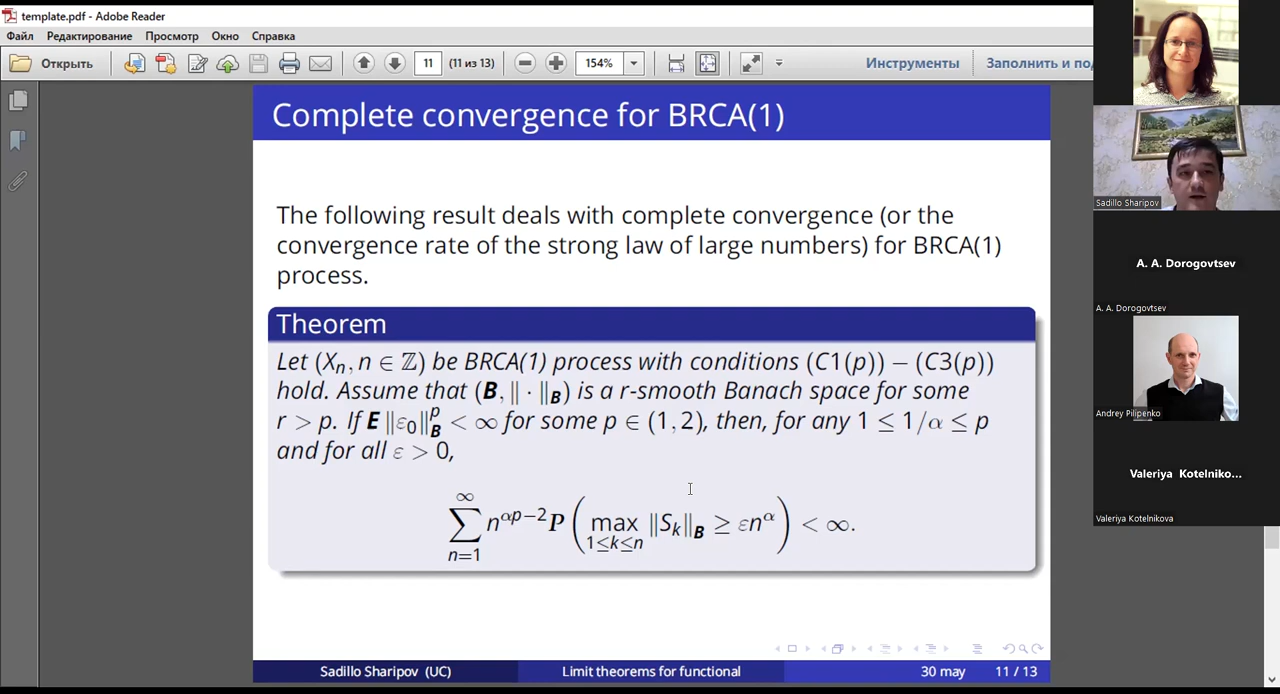 template.pdf - Adobe Reader
Файл Редактирование Просмотр Окно Справка
Открыть 11 (11 из 13) 154% Инструменты Заполнить и под
Complete convergence for BRCA(1)
The following result deals with complete convergence (or the
convergence rate of the strong law of large numbers) for BRCA(1)
process.
Theorem
Let (Xₙ, n ∈ ℤ) be BRCA(1) process with conditions (C1(p)) − (C3(p))
hold. Assume that (B, ‖ · ‖_B) is a r-smooth Banach space for some
r > p. If E ‖ε₀‖_B^p < ∞ for some p ∈ (1, 2), then, for any 1 ≤ 1/α ≤ p
and for all ε > 0,
∑_{n=1}^{∞} n^{αp−2} P ( max_{1≤k≤n} ‖S_k‖_B ≥ εn^α ) < ∞.
Sadillo Sharipov (UC) Limit theorems for functional 30 may 11 / 13
Sadillo Sharipov
A. A. Dorogovtsev
A. A. Dorogovtsev
Andrey Pilipenko
Valeriya Kotelniko...
Valeriya Kotelnikova